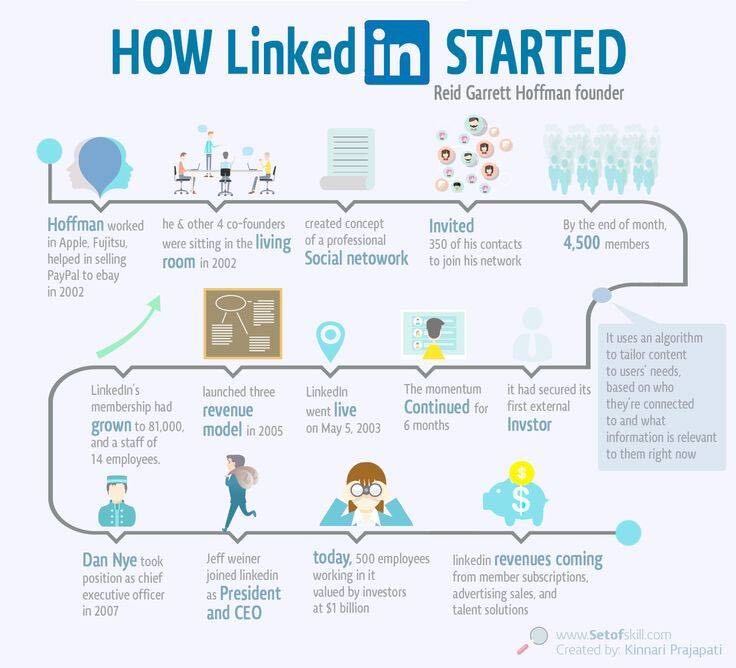 HOW Linked in STARTED
Reid Garrett Hoffman founder
Hoffman worked
in Apple, Fujitsu,
helped in selling
PayPal to ebay
in 2002
he & other 4 co-founders
were sitting in the living
room in 2002
created concept
of a professional
Social netowork
Invited
350 of his contacts
to join his network
By the end of month,
4,500 members
It uses an algorithm
to tailor content
to users' needs,
based on who
they're connected
to and what
information is relevant
to them right now
it had secured its
first external
Invstor
The momentum
Continued for
6 months
LinkedIn
went live
on May 5, 2003
launched three
revenue
model in 2005
LinkedIn's
membership had
grown to 81,000,
and a staff of
14 employees.
Dan Nye took
position as chief
executive officer
in 2007
Jeff weiner
joined linkedin
as President
and CEO
today, 500 employees
working in it
valued by investors
at $1 billion
$
$
linkedin revenues coming
from member subscriptions,
advertising sales, and
talent solutions
www.Setofskill.com
Created by: Kinnari Prajapati